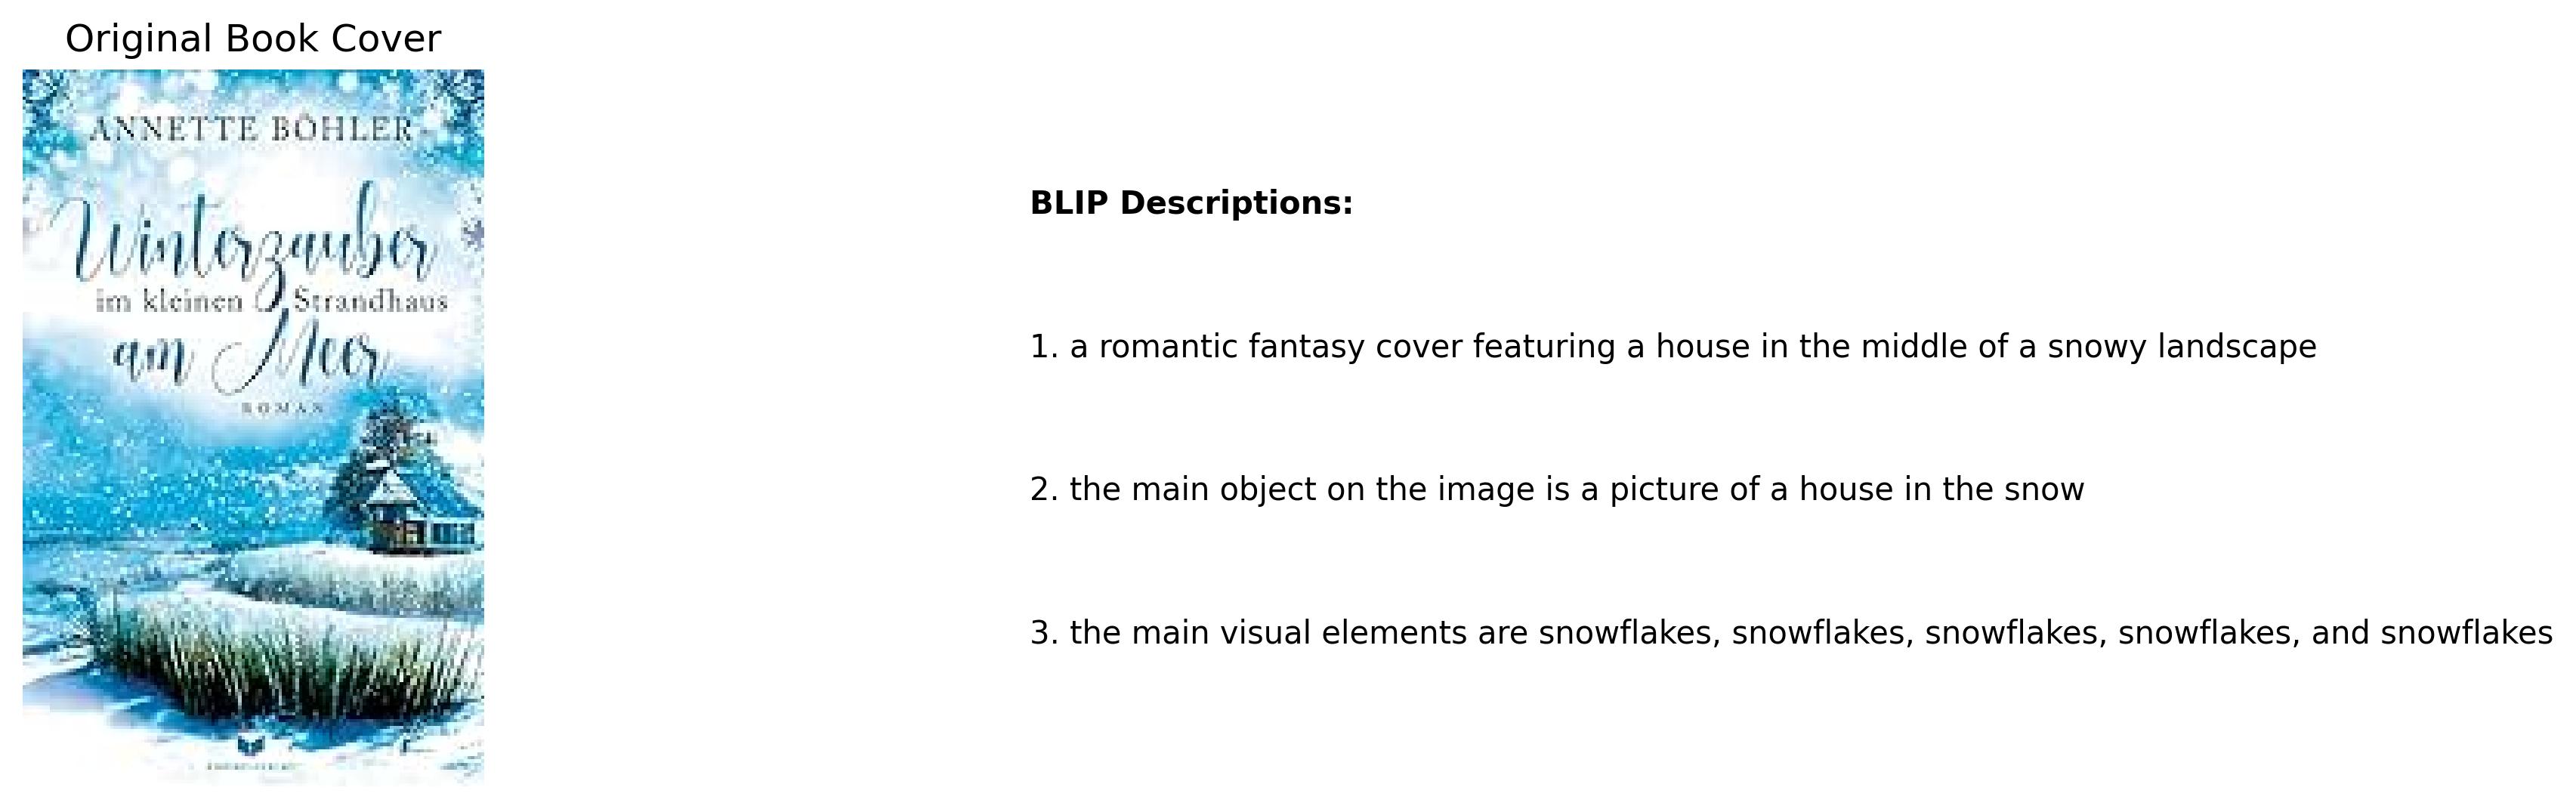 Original Book Cover
ANNETTE BÖHLER
Winterzauber
im kleinen Strandhaus
am Meer
ROMAN
BLIP Descriptions:
1. a romantic fantasy cover featuring a house in the middle of a snowy landscape
2. the main object on the image is a picture of a house in the snow
3. the main visual elements are snowflakes, snowflakes, snowflakes, snowflakes, and snowflakes